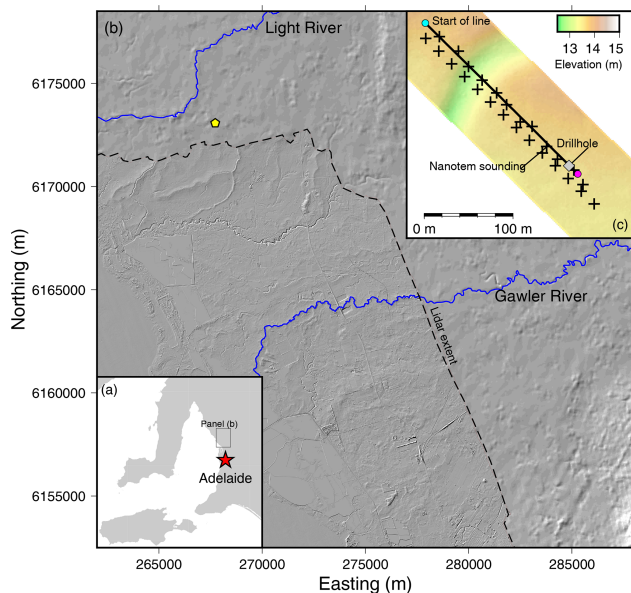 (b)
Light River
Start of line
13 14 15
Elevation (m)
Drillhole
Nanotem sounding
0 m 100 m
(c)
6175000
6170000
6165000
6160000
6155000
Northing (m)
Gawler River
Lidar extent
(a)
Panel (b)
Adelaide
265000 270000 275000 280000 285000
Easting (m)